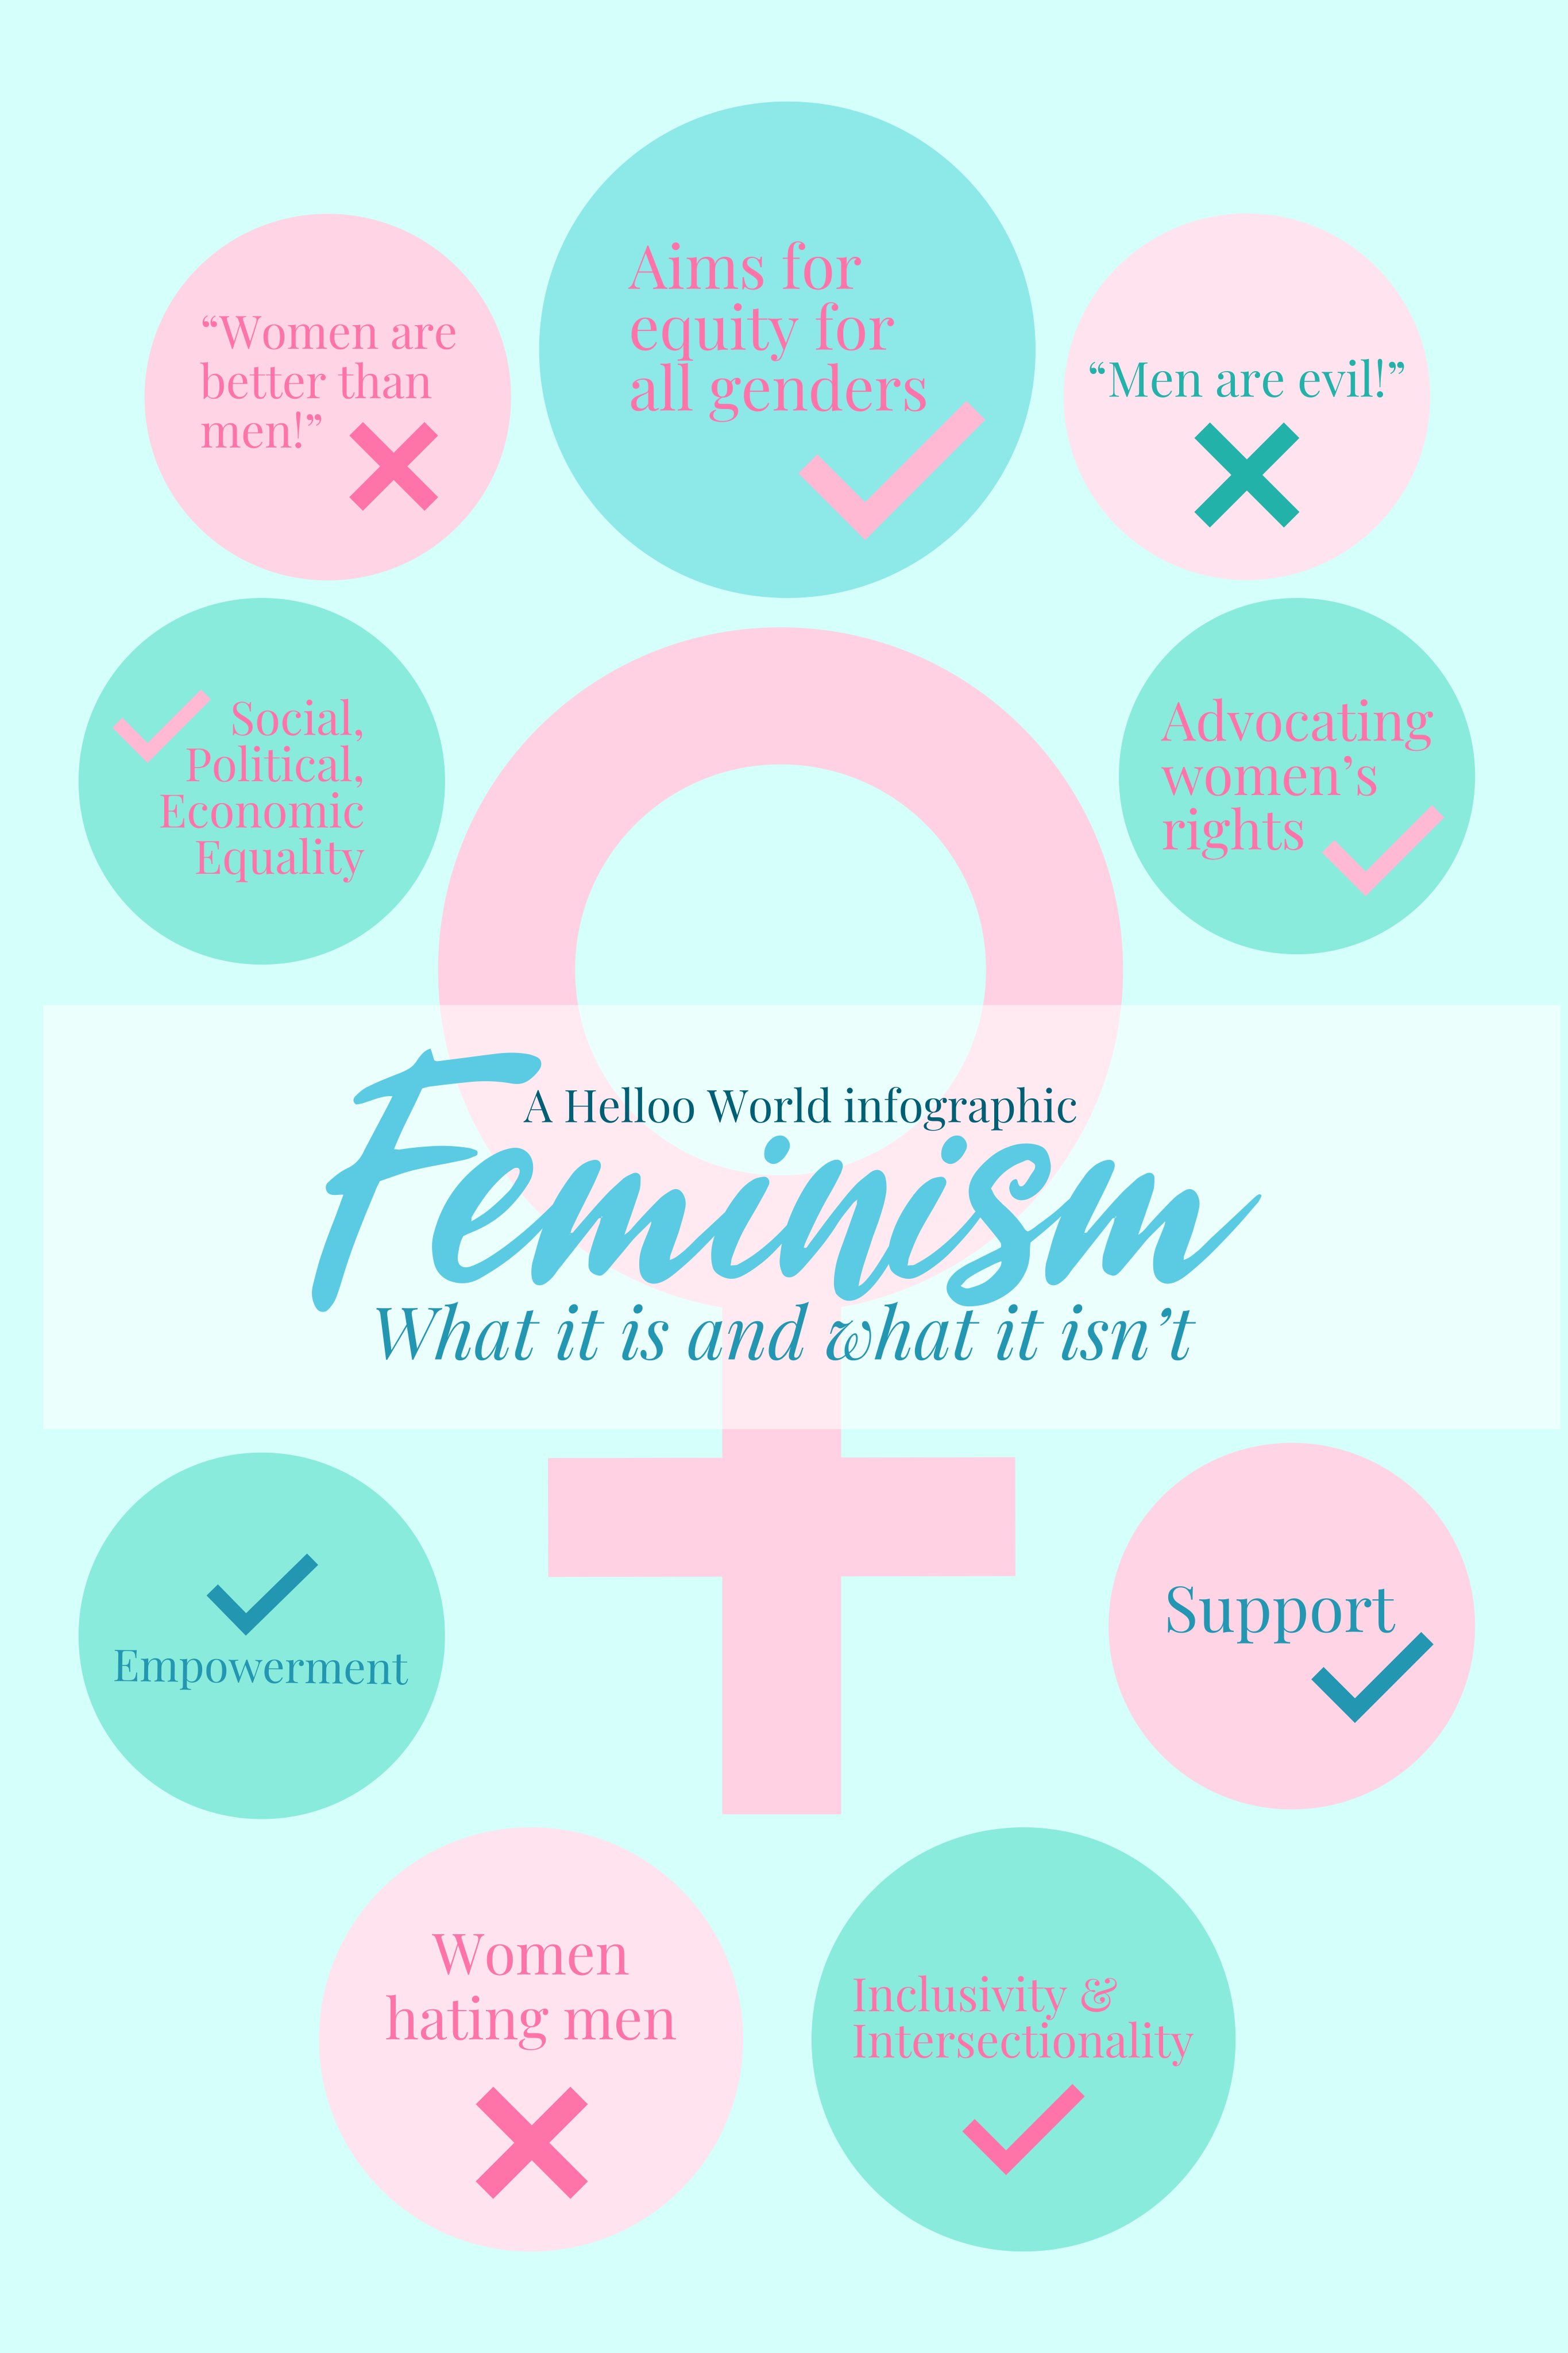 “Women are
better than
men!”
Aims for
equity for
all genders
“Men are evil!”
Social,
Political,
Economic
Equality
Advocating
women’s
rights
A Helloo World infographic
Feminism
What it is and what it isn’t
Empowerment
Support
Women
hating men
Inclusivity &
Intersectionality